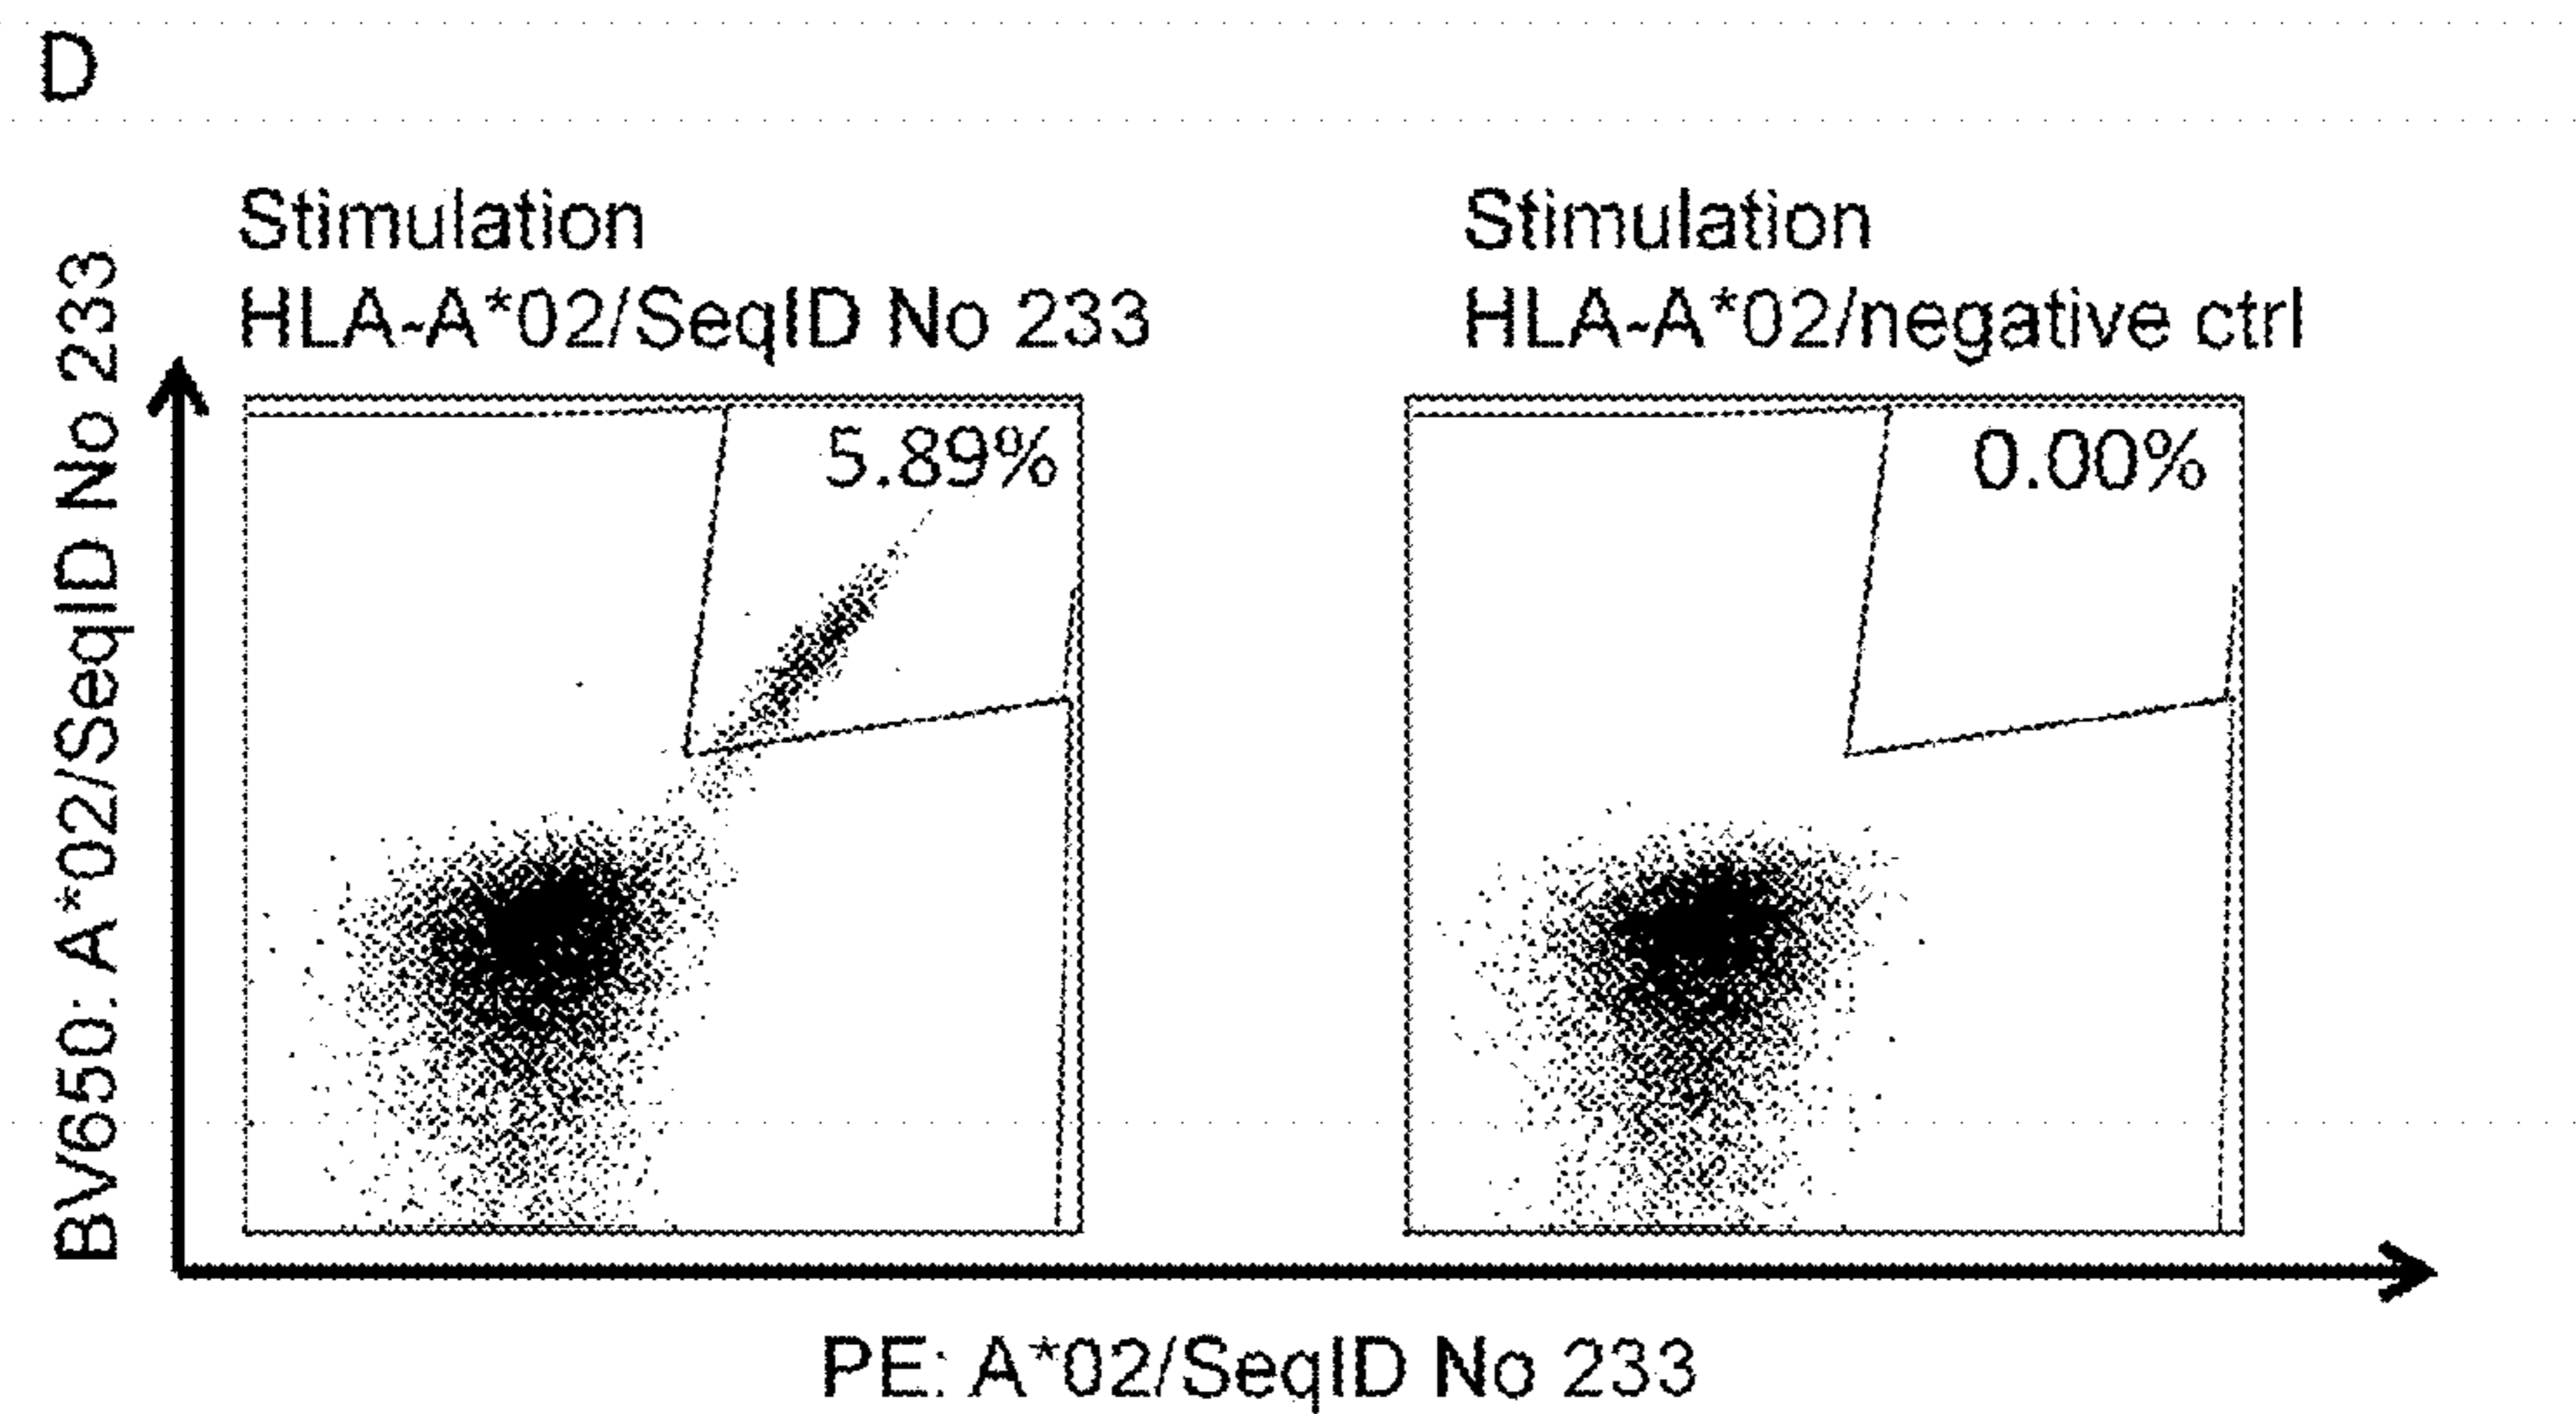 D
Stimulation
HLA-A*02/SeqID No 233
Stimulation
HLA-A*02/negative ctrl
BV650: A*02/SeqID No 233
5.89%
0.00%
PE: A*02/SeqID No 233